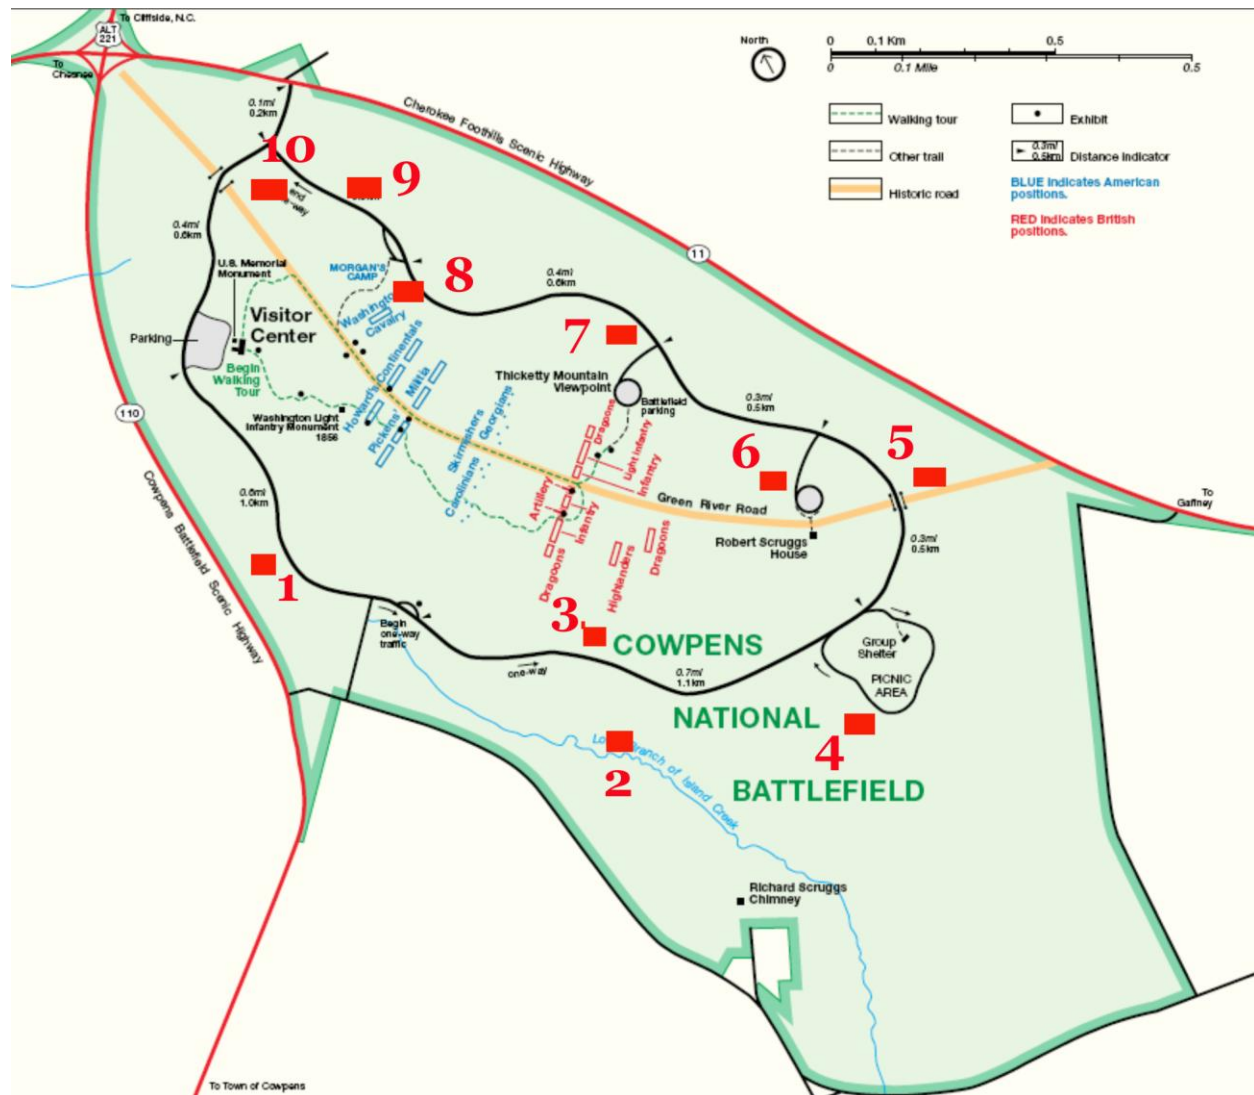 To Cliffside, N.C.
ALT
221
To
Chesnee
North
0
0.1 Km
0.5
0
0.1 Mile
0.5
Walking tour
Other trail
Historic road
Exhibit
0.3mi
0.5km
Distance indicator
BLUE indicates American
positions.
RED indicates British
positions.
0.1mi
0.2km
Cherokee Foothills Scenic Highway
11
10
9
end
0.4mi
0.6km
U.S. Memorial
Monument
MORGAN'S
CAMP
8
0.4mi
0.6km
Visitor
Center
Parking
Begin
Walking
Tour
Washington
Cavalry
7
Thicketty Mountain
Viewpoint
Battlefield
parking
Howard's Continentals
Pickens' Militia
Washington Light
Infantry Monument
1856
Skirmishers
Georgians
Carolinians
Dragoons
Light Infantry
Infantry
Artillery
Infantry
Dragoons
Highlanders
Dragoons
0.3mi
0.5km
6
5
Green River Road
Robert Scruggs
House
To
Gaffney
0.3mi
0.5km
110
Cowpens Battlefield Scenic Highway
0.6mi
1.0km
1
Begin
one-way
traffic
one-way
3.
COWPENS
0.7mi
1.1km
Group
Shelter
PICNIC
AREA
NATIONAL
4
BATTLEFIELD
2
Branch of Island Creek
Richard Scruggs
Chimney
To Town of Cowpens